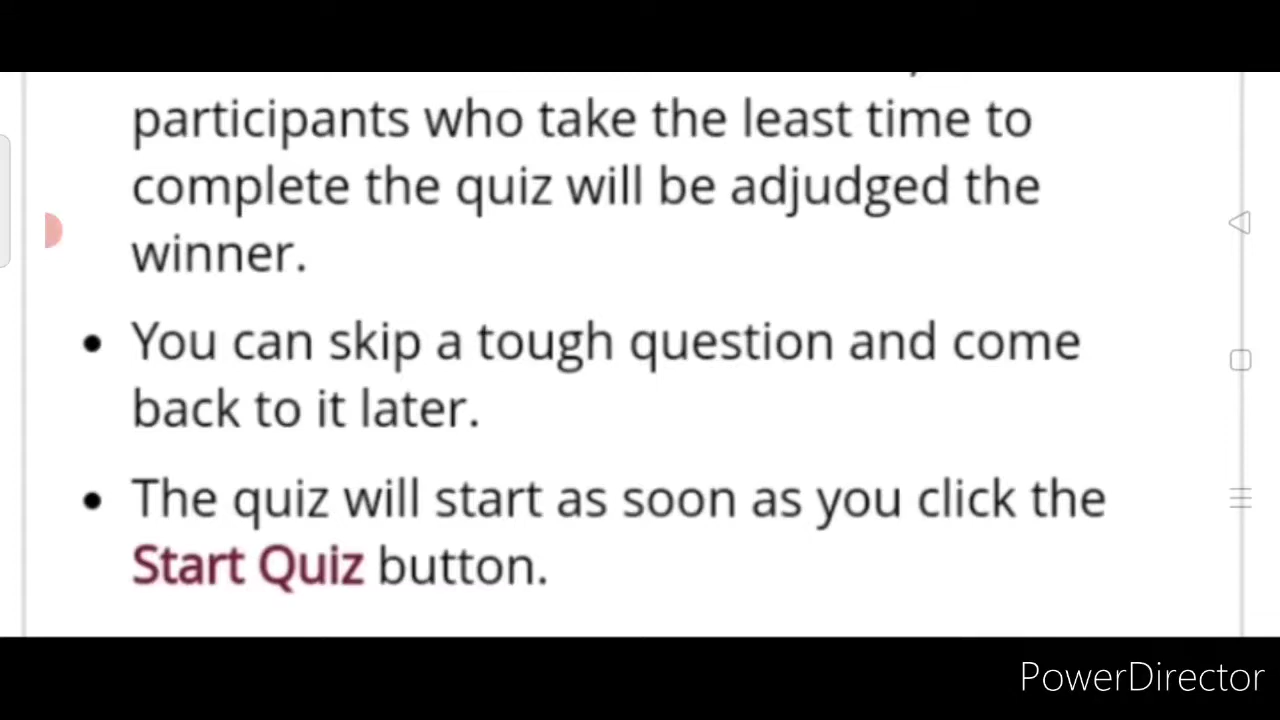 participants who take the least time to
complete the quiz will be adjudged the
winner.
• You can skip a tough question and come
back to it later.
• The quiz will start as soon as you click the
Start Quiz button.
PowerDirector